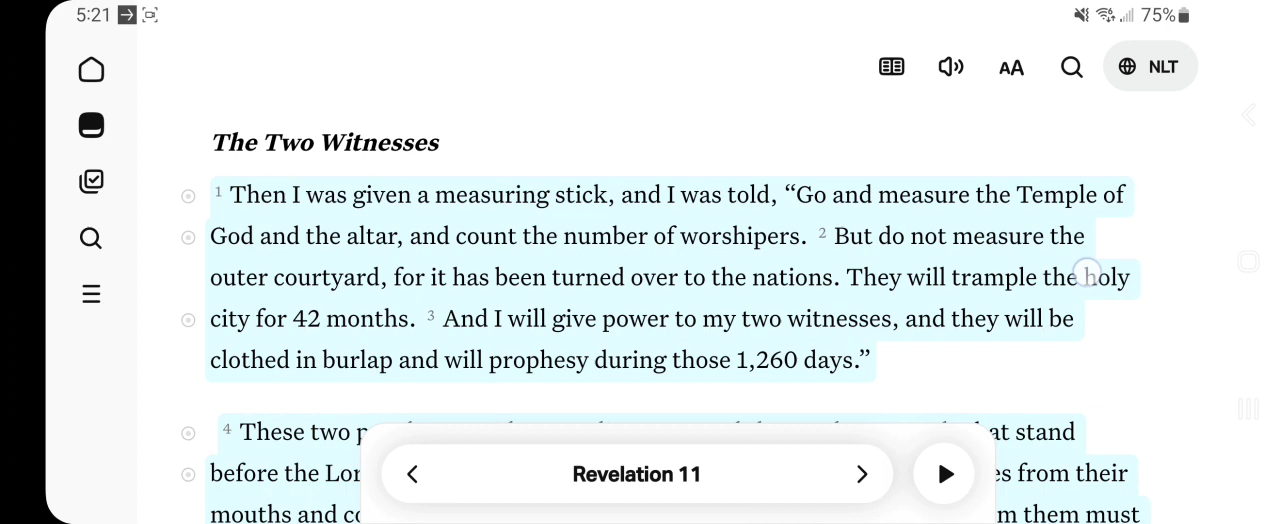 5:21
75%
NLT
The Two Witnesses
1 Then I was given a measuring stick, and I was told, “Go and measure the Temple of
God and the altar, and count the number of worshipers. 2 But do not measure the
outer courtyard, for it has been turned over to the nations. They will trample the holy
city for 42 months. 3 And I will give power to my two witnesses, and they will be
clothed in burlap and will prophesy during those 1,260 days.”
4 These two stand
before the from their
mouths and them must
Revelation 11